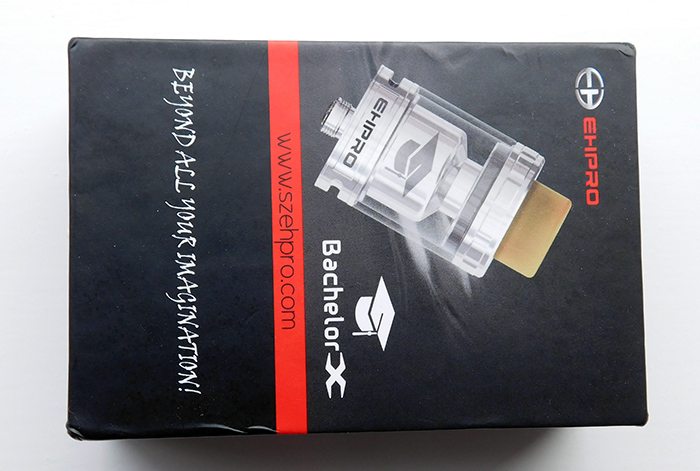 EHPRO
EHPRO
Bachelor X
www.szehpro.com
BEYOND ALL YOUR IMAGINATION!